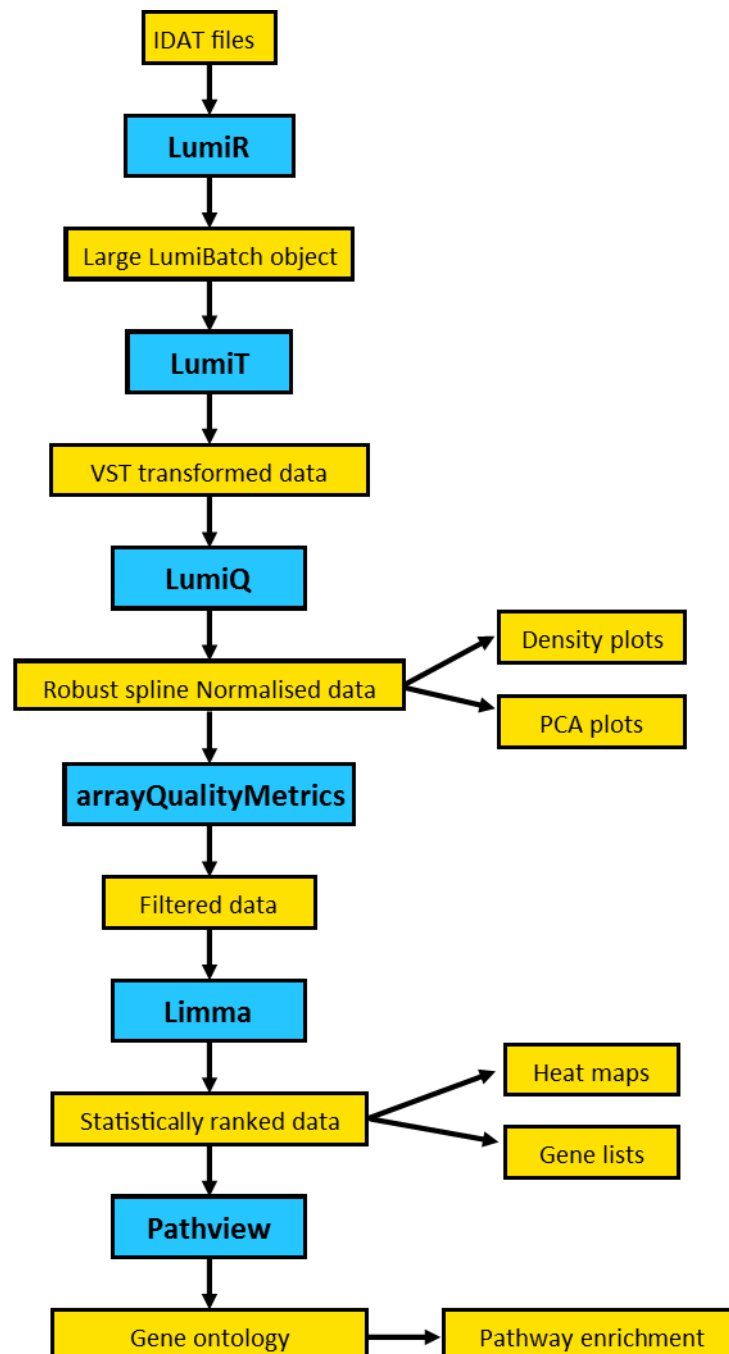 IDAT files
LumiR
Large LumiBatch object
LumiT
VST transformed data
LumiQ
Density plots
Robust spline Normalised data
PCA plots
arrayQualityMetrics
Filtered data
Limma
Heat maps
Statistically ranked data
Gene lists
Pathview
Gene ontology
Pathway enrichment